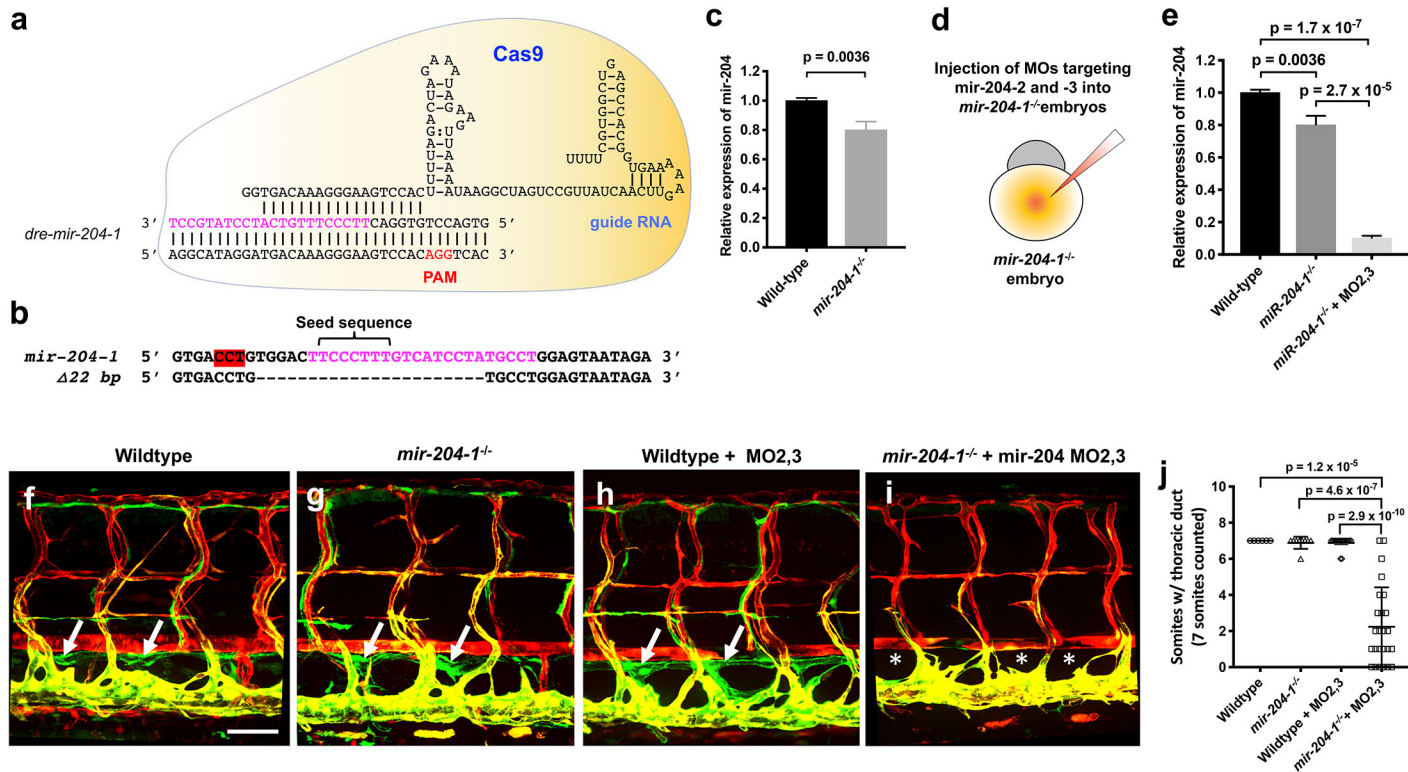 a
Cas9
GGTGACAAAGGGAAGTCCAC
UAAGGCUAGUCCGUUAUCAACUU
UUUU
UGAAA
guide RNA
dre-mir-204-1
3′ TCCGTATCCTACTGTTTCCCTTCAGGTGTCCAGTG 5′
5′ AGGCATAGGATGACAAAGGGAAGTCCACAGGTCAC 3′
PAM
b
Seed sequence
mir-204-1 5′ GTGACCTGTGGACTTCCCTTTGTCATCCTATGCCTGGAGTAATAGA 3′
Δ22 bp 5′ GTGACCTG----------------------TGCCTGGAGTAATAGA 3′
c
p = 0.0036
Relative expression of mir-204
1.2
1.0
0.8
0.6
0.4
0.2
0
Wild-type
mir-204-1-/-
d
Injection of MOs targeting
mir-204-2 and -3 into
mir-204-1-/-embryos
mir-204-1-/-
embryo
e
p = 1.7 x 10-7
p = 0.0036
p = 2.7 x 10-5
Relative expression of mir-204
1.2
1.0
0.8
0.6
0.4
0.2
0
Wild-type
miR-204-1-/-
miR-204-1-/- + MO2,3
Wildtype
f
mir-204-1-/-
g
Wildtype + MO2,3
h
mir-204-1-/- + mir-204 MO2,3
i
* * *
j
p = 1.2 x 10-5
p = 4.6 x 10-7
p = 2.9 x 10-10
Somites w/ thoracic duct
(7 somites counted)
10
8
6
4
2
0
Wildtype
mir-204-1-/-
Wildtype + MO2,3
mir-204-1-/-+ MO2,3